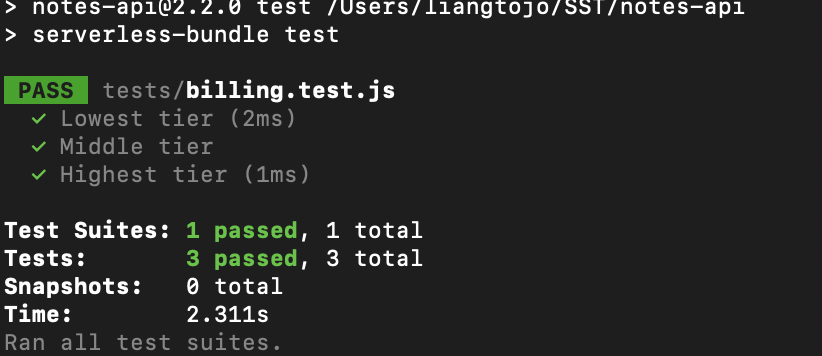 > notes-api@2.2.0 test /Users/liangtojo/SST/notes-api
> serverless-bundle test
PASS tests/billing.test.js
✓ Lowest tier (2ms)
✓ Middle tier
✓ Highest tier (1ms)
Test Suites: 1 passed, 1 total
Tests: 3 passed, 3 total
Snapshots: 0 total
Time: 2.311s
Ran all test suites.